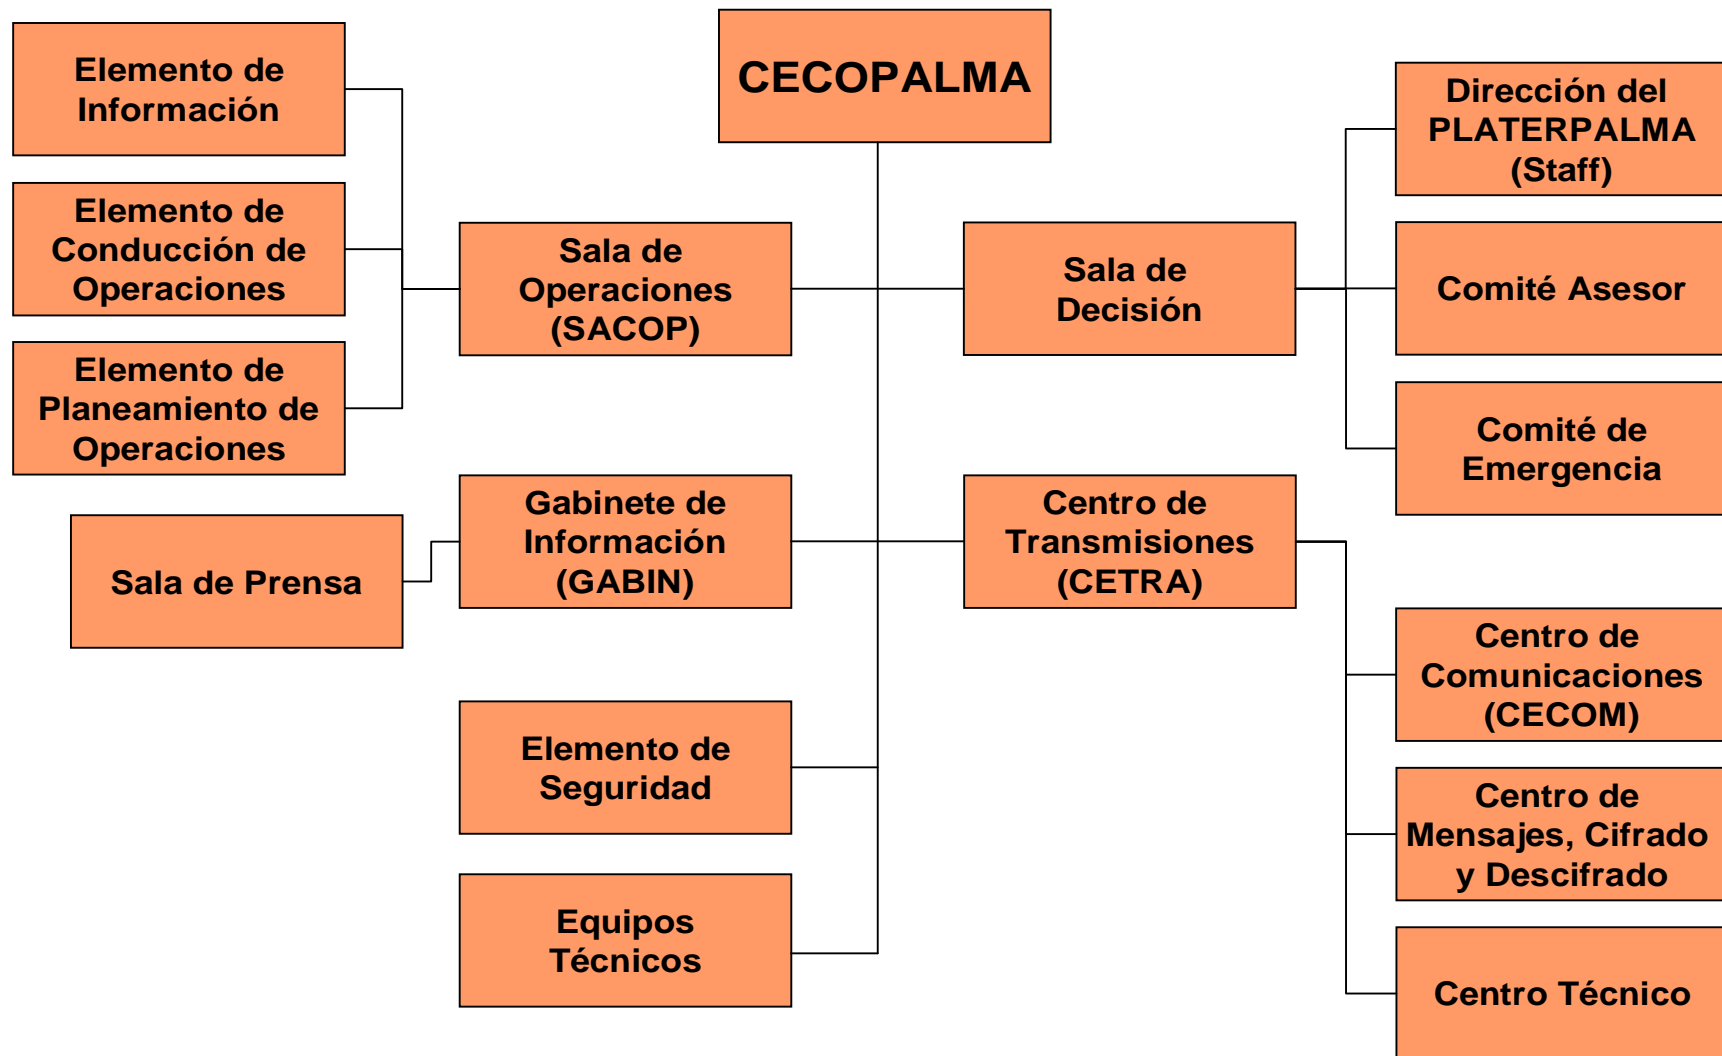 CECOPALMA
Elemento de
Información
Elemento de
Conducción de
Operaciones
Elemento de
Planeamiento de
Operaciones
Sala de
Operaciones
(SACOP)
Sala de
Decisión
Dirección del
PLATERPALMA
(Staff)
Comité Asesor
Comité de
Emergencia
Sala de Prensa
Gabinete de
Información
(GABIN)
Centro de
Transmisiones
(CETRA)
Centro de
Comunicaciones
(CECOM)
Centro de
Mensajes, Cifrado
y Descifrado
Centro Técnico
Elemento de
Seguridad
Equipos
Técnicos